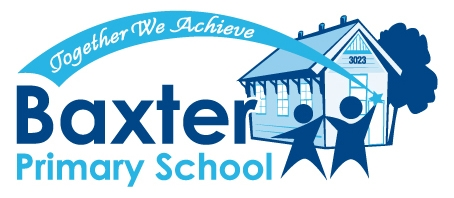 Together We Achieve
3023
Baxter
Primary School